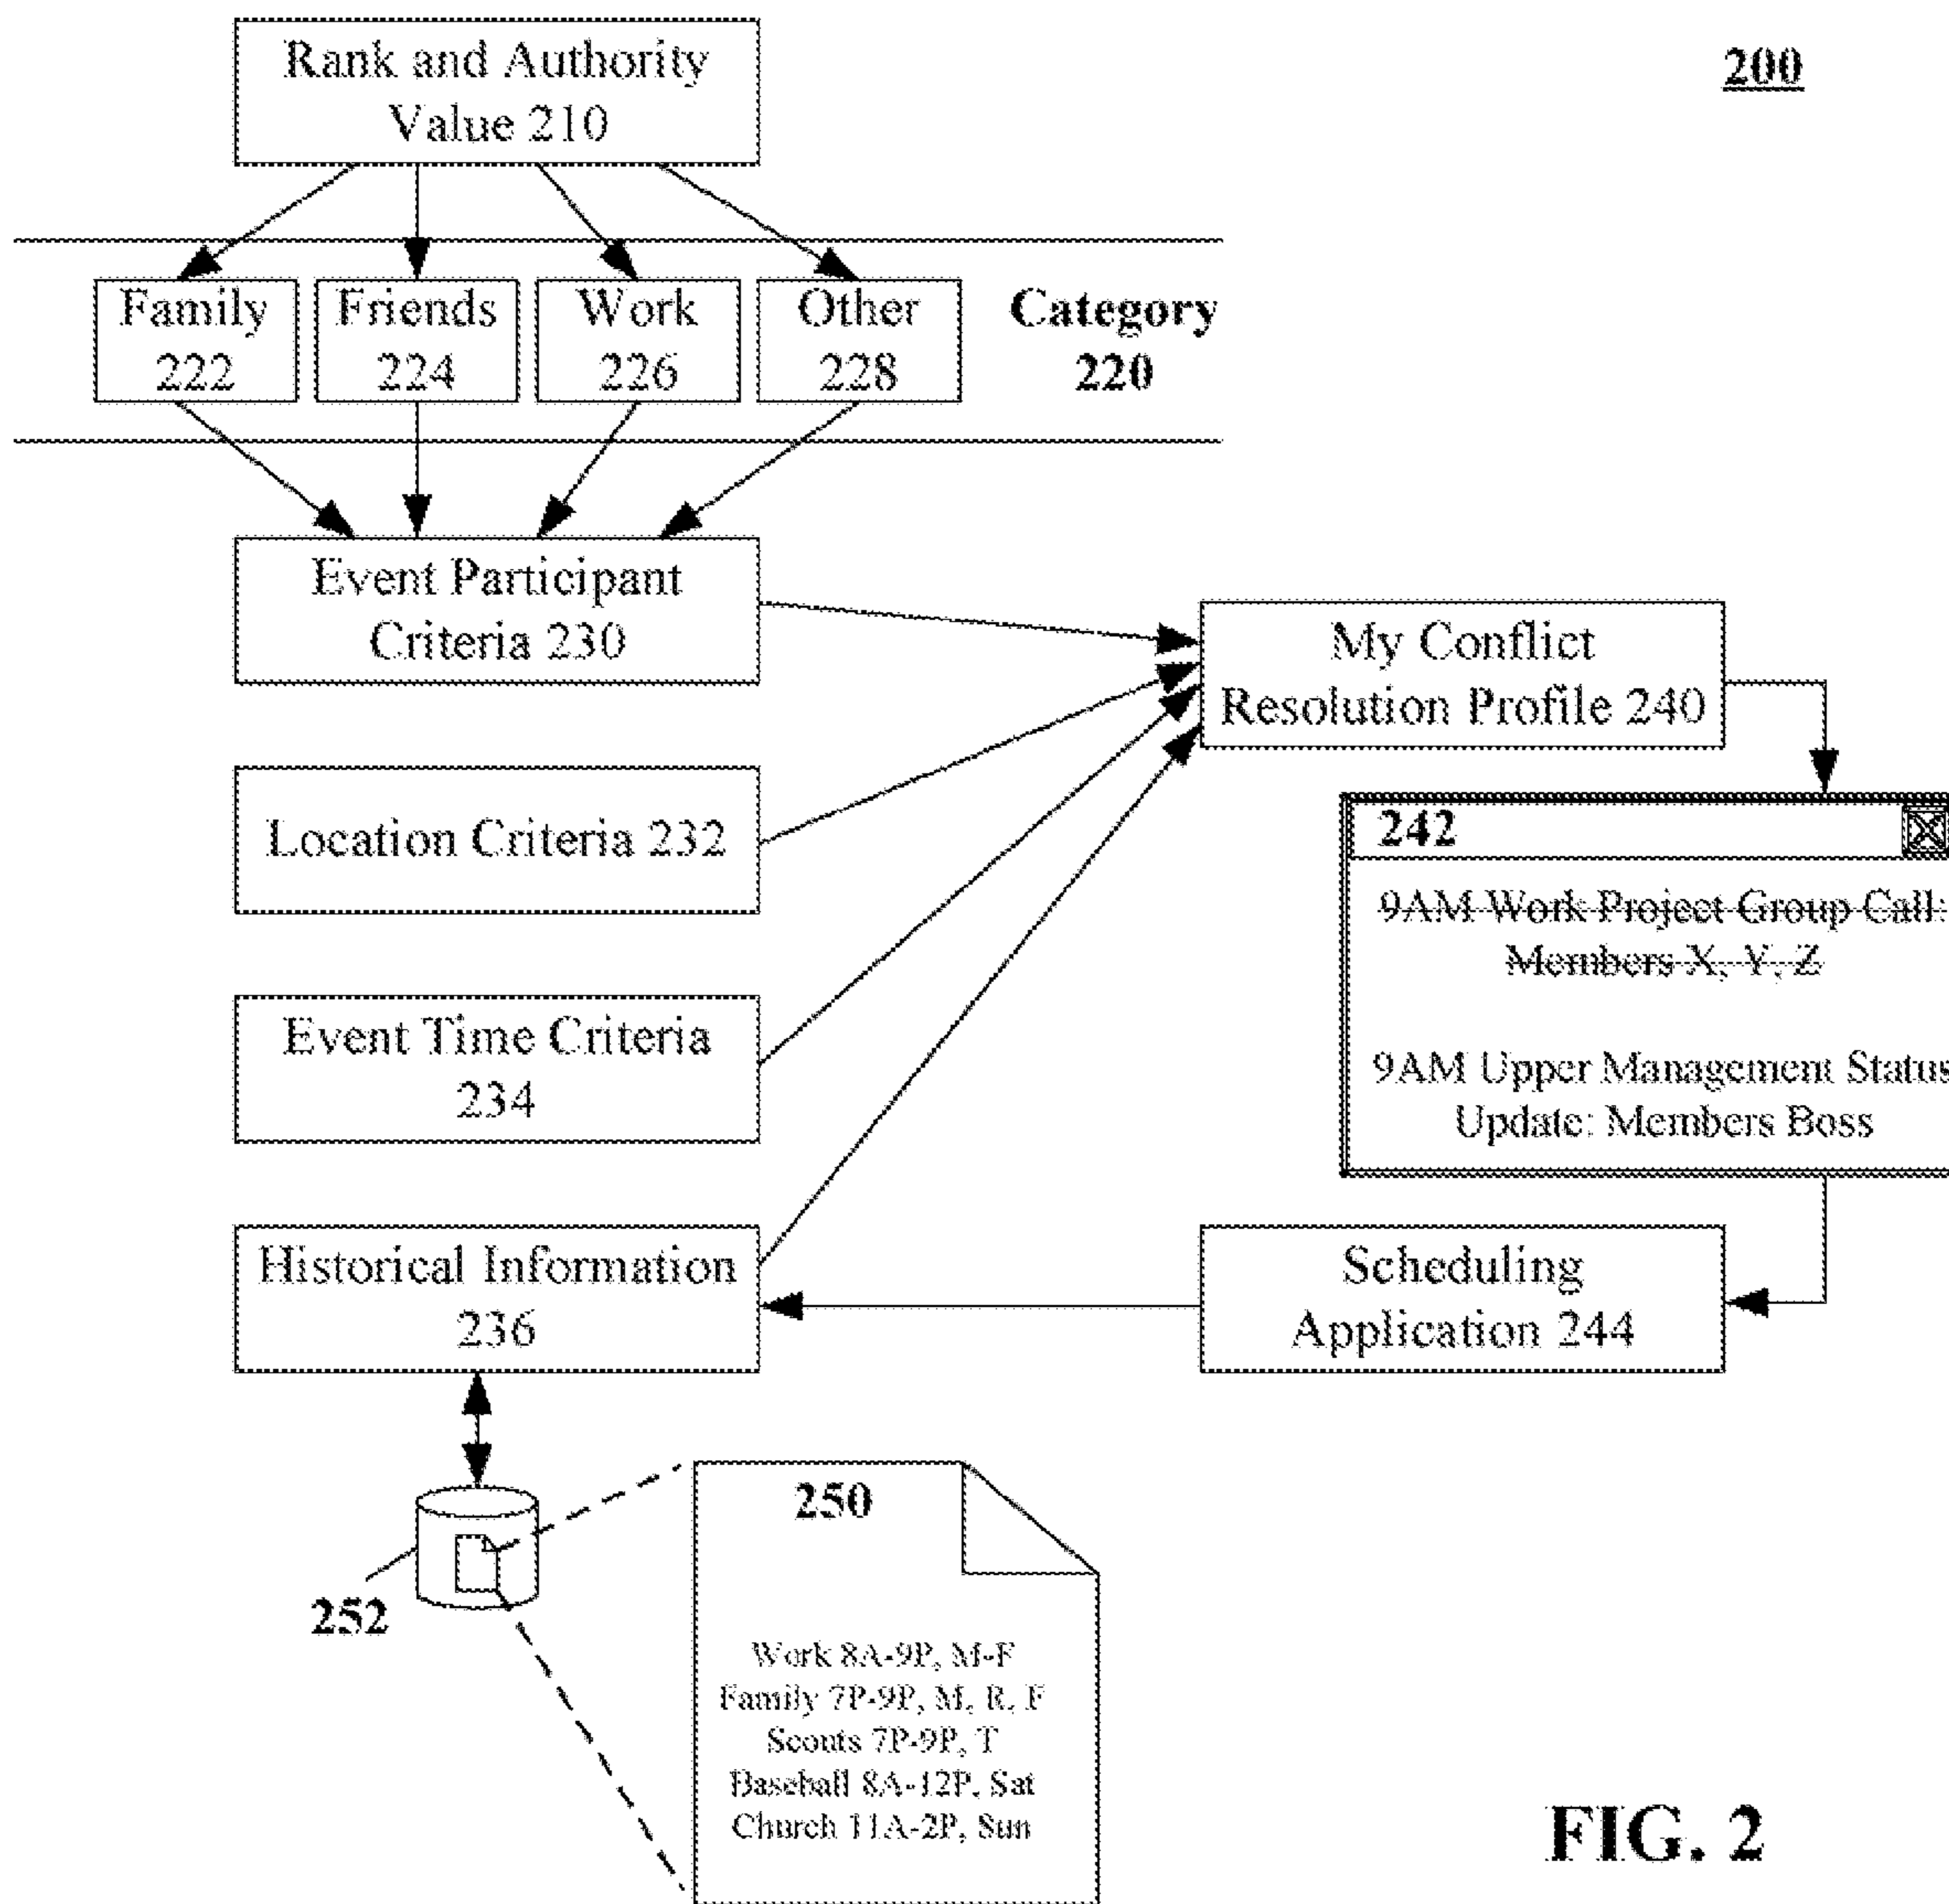 Rank and Authority
Value 210
200
Family
222
Friends
224
Work
226
Other
228
Category
220
Event Participant
Criteria 230
My Conflict
Resolution Profile 240
Location Criteria 232
242
9AM Work Project Group Call:
Members X, Y, Z
9AM Upper Management Status
Update: Members Boss
Event Time Criteria
234
Historical Information
236
Scheduling
Application 244
250
252
Work 8A-9P, M-F
Family 7P-9P, M, R, F
Scouts 7P-9P, T
Baseball 8A-12P, Sat
Church 11A-2P, Sun
FIG. 2